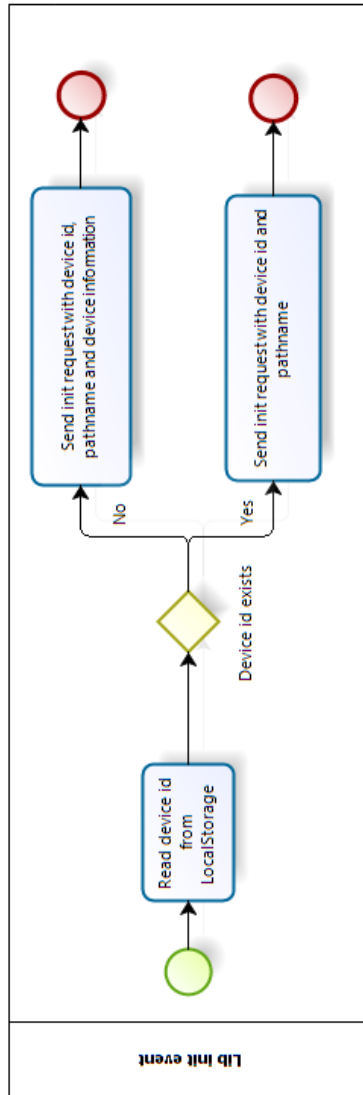 Lib init event
Read device id
from
LocalStorage
Device id exists
No
Send init request with device id,
pathname and device information
Yes
Send init request with device id and
pathname